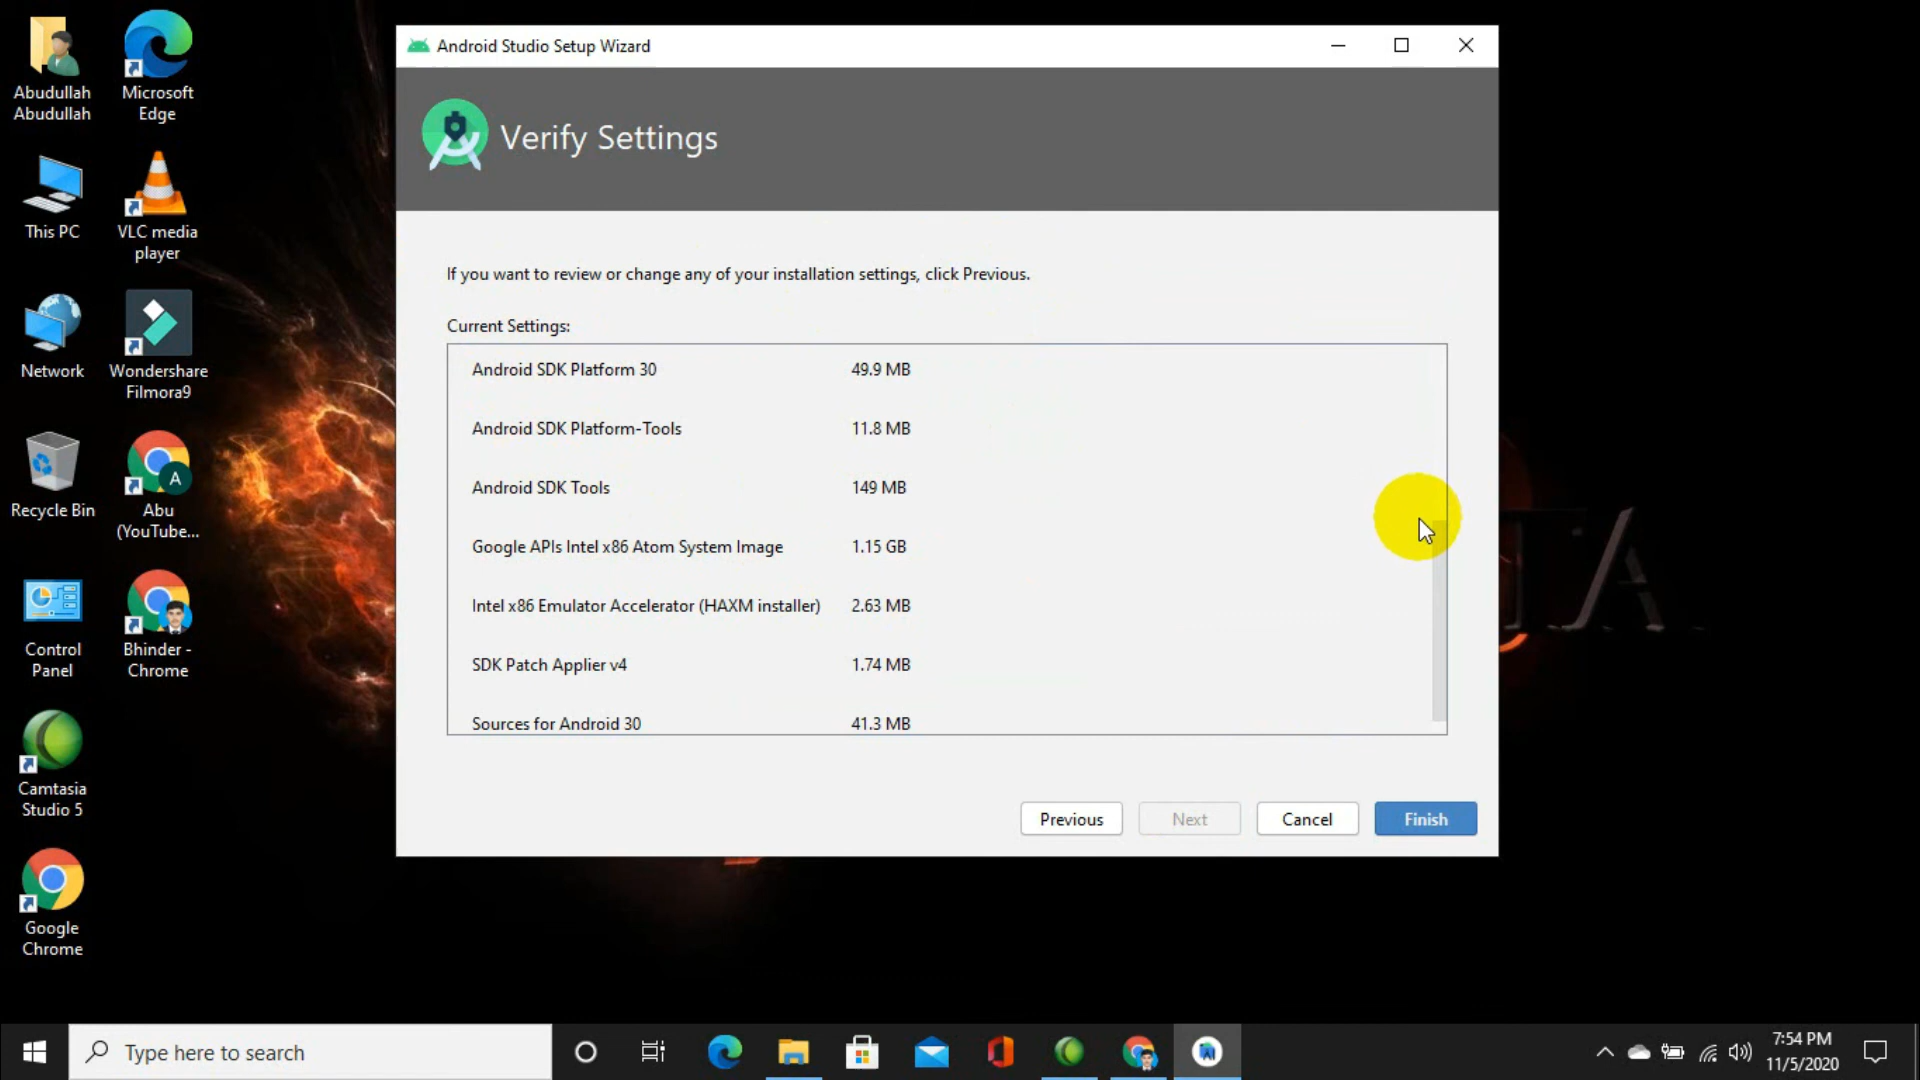 Abudullah
Abudullah
Microsoft
Edge
This PC
VLC media
player
Network
Wondershare
Filmora9
Recycle Bin
A
Abu
(YouTube...
Control
Panel
Bhinder -
Chrome
Camtasia
Studio 5
Google
Chrome
Android Studio Setup Wizard
Verify Settings
If you want to review or change any of your installation settings, click Previous.
Current Settings:
Android SDK Platform 30 49.9 MB
Android SDK Platform-Tools 11.8 MB
Android SDK Tools 149 MB
Google APIs Intel x86 Atom System Image 1.15 GB
Intel x86 Emulator Accelerator (HAXM installer) 2.63 MB
SDK Patch Applier v4 1.74 MB
Sources for Android 30 41.3 MB
Previous Next Cancel Finish
Type here to search
7:54 PM
11/5/2020